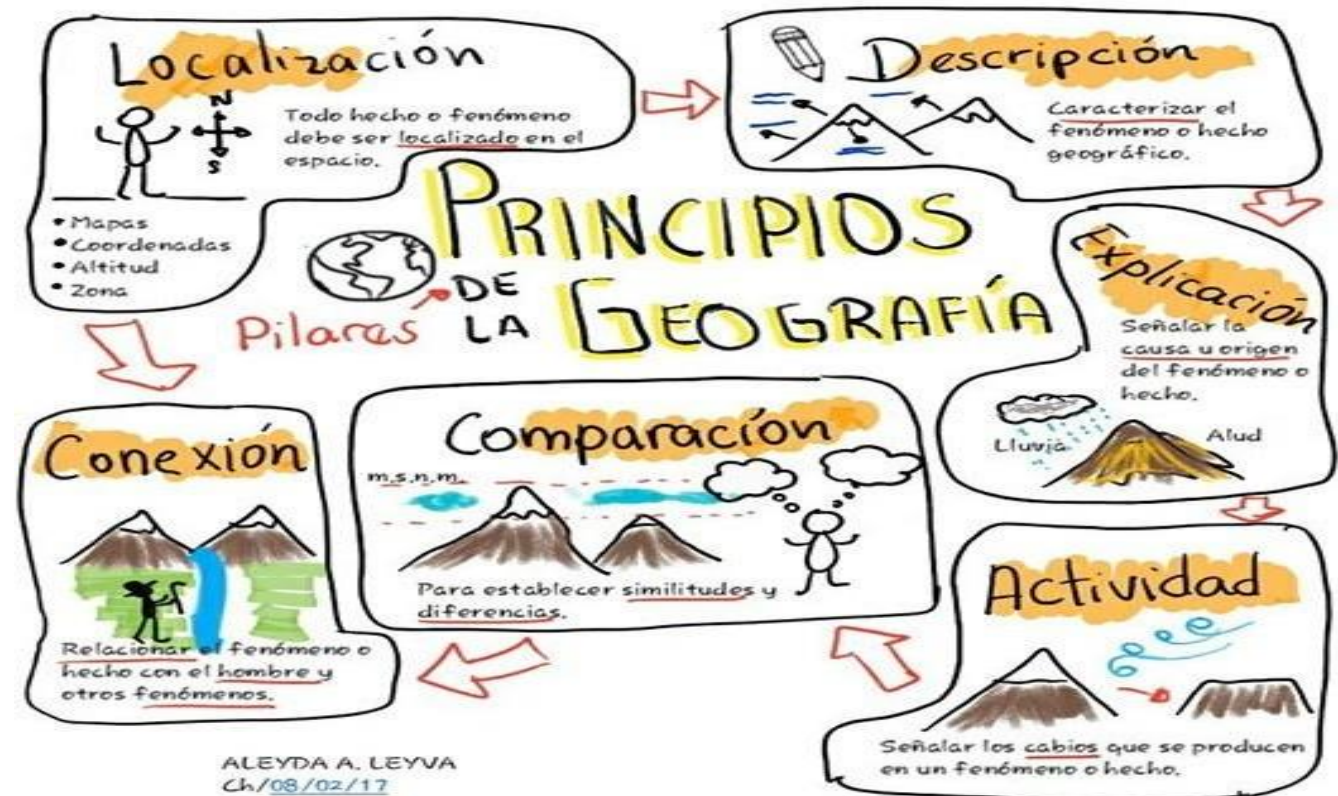 Localización
N
S
Todo hecho o fenómeno
debe ser localizado en el
espacio.
• Mapas
• Coordenadas
• Altitud
• Zona
Descripción
Caracterizar el
fenómeno o hecho
geográfico.
PRINCIPIOS
DE
LA GEOGRAFÍA
Pilares
Explicación
Señalar la
causa u origen
del fenómeno o
hecho.
Lluvia
Alud
Actividad
Señalar los cabios que se producen
en un fenómeno o hecho.
Comparación
m.s.n.m.
Para establecer similitudes y
diferencias.
Conexión
Relacionar el fenómeno o
hecho con el hombre y
otros fenómenos.
ALEYDA A. LEYVA
Ch/08/02/17